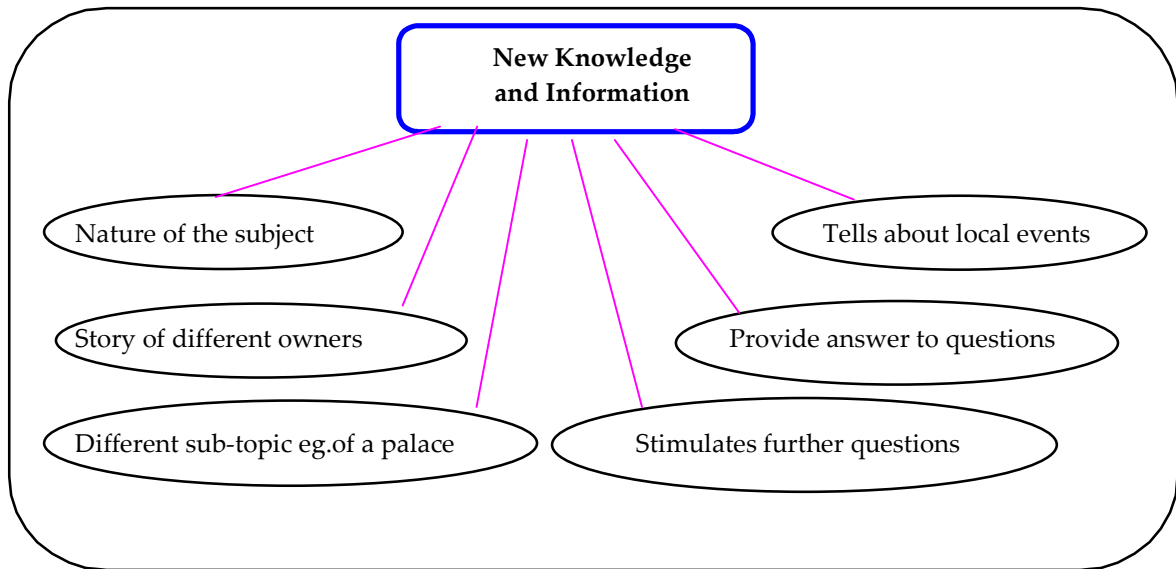 New Knowledge
and Information
Nature of the subject
Tells about local events
Story of different owners
Provide answer to questions
Different sub-topic eg.of a palace
Stimulates further questions